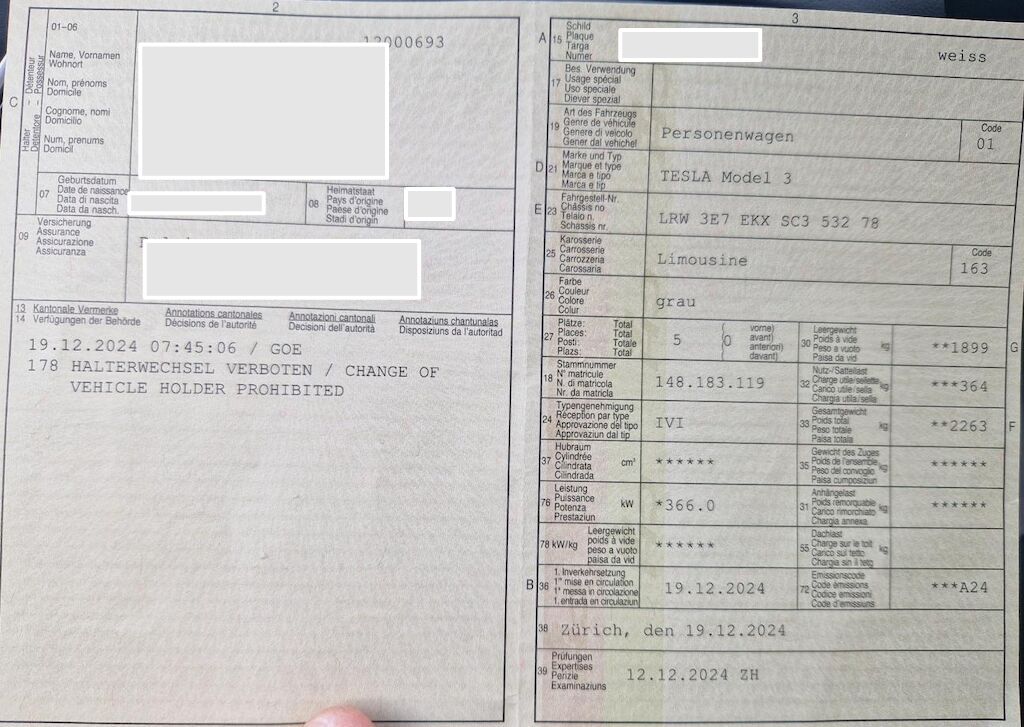 2
01-06
Name, Vornamen
Wohnort
Nom, prénoms
Domicile
Cognome, nomi
Domicilio
Num, prenums
Domicil
C
Halter – Détenteur
Detentore – Possessur
12000693
07
Geburtsdatum
Date de naissance
Data di nascita
Data da nasch.
08
Heimatstaat
Pays d'origine
Paese d'origine
Stadi d'origin
09
Versicherung
Assurance
Assicurazione
Assicuranza
13 Kantonale Vermerke Annotations cantonales Annotazioni cantonali Annotaziuns chantunalas
14 Verfügungen der Behörde Décisions de l'autorité Decisioni dell'autorità Disposiziuns da l'autoritad
19.12.2024 07:45:06 / GOE
178 HALTERWECHSEL VERBOTEN / CHANGE OF
VEHICLE HOLDER PROHIBITED
3
A 15
Schild
Plaque
Targa
Numer
weiss
17
Bes. Verwendung
Usage spécial
Uso speciale
Diever spezial
19
Art des Fahrzeugs
Genre de véhicule
Genere di veicolo
Gener dal vehichel
Personenwagen
Code
01
D 21
Marke und Typ
Marque et type
Marca e tipo
Marca e tip
TESLA Model 3
E 23
Fahrgestell-Nr.
Châssis no
Telaio n.
Schassis nr.
LRW 3E7 EKX SC3 532 78
25
Karosserie
Carrosserie
Carrozzeria
Carossaria
Limousine
Code
163
26
Farbe
Couleur
Colore
Colur
grau
27
Plätze: Total
Places: Total
Posti: Totale
Plazs: Total
5
( vorne)
0 avant)
anterion)
( davant)
30
Leergewicht
Poids à vide
Peso a vuoto
Paisa da vid
kg
**1899
G
18
Stammnummer
N° matricule
N. di matricola
Nr. da matricla
148.183.119
32
Nutz-/Sattellast
Charge utile/sellette
Carico utile/sella
Chargia utila/sella
kg
***364
24
Typengenehmigung
Réception par type
Approvazione del tipo
Approvaziun dal tip
IVI
33
Gesamtgewicht
Poids total
Peso totale
Paisa totala
kg
**2263
F
37
Hubraum
Cylindrée
Cilindrata
Cilindrada
cm³
******
35
Gewicht des Zuges
Poids de l'ensemble
Peso del convoglio
Paisa cumposiziun
kg
******
76
Leistung
Puissance
Potenza
Prestaziun
kW
*366.0
31
Anhängelast
Poids remorquable
Carico rimorchiato
Chargia annexa
kg
******
78 kW/kg
Leergewicht
poids à vide
peso a vuoto
paisa da vid
******
55
Dachlast
Charge sur le toit
Carico sul tetto
Chargia sin il tetg
kg
B 36
1. Inverkehrsetzung
1re mise en circulation
1a messa in circolazione
1. entrada en circulaziun
19.12.2024
72
Emissionscode
Code émissions
Codice emissioni
Code d'emissiuns
***A24
38
Zürich, den 19.12.2024
39
Prüfungen
Expertises
Perizie
Examinaziuns
12.12.2024 ZH